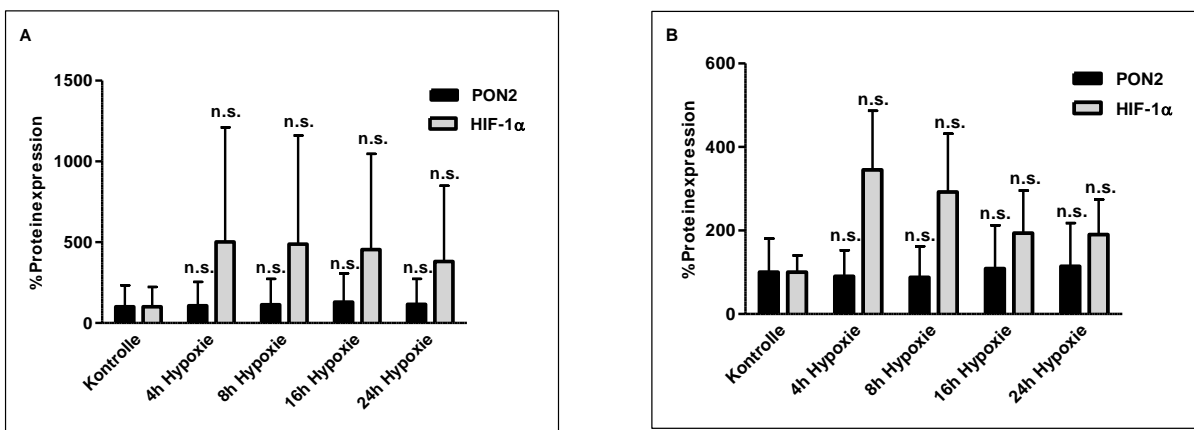 A
%Proteinexpression
1500
1000
500
0
PON2
HIF-1α
n.s.
n.s.
n.s.
n.s.
n.s.
n.s.
n.s.
n.s.
Kontrolle
4h Hypoxie
8h Hypoxie
16h Hypoxie
24h Hypoxie
B
%Proteinexpression
600
400
200
0
PON2
HIF-1α
n.s.
n.s.
n.s.
n.s.
n.s.
n.s.
n.s.
n.s.
Kontrolle
4h Hypoxie
8h Hypoxie
16h Hypoxie
24h Hypoxie